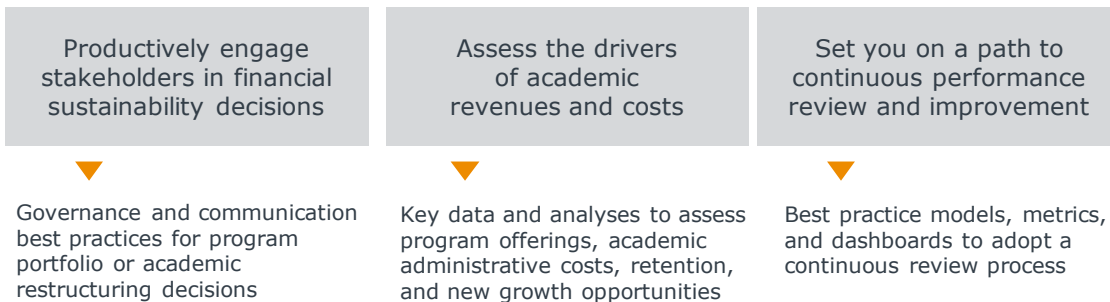 Productively engage
stakeholders in financial
sustainability decisions
Assess the drivers
of academic
revenues and costs
Set you on a path to
continuous performance
review and improvement
Governance and communication
best practices for program
portfolio or academic
restructuring decisions
Key data and analyses to assess
program offerings, academic
administrative costs, retention,
and new growth opportunities
Best practice models, metrics,
and dashboards to adopt a
continuous review process